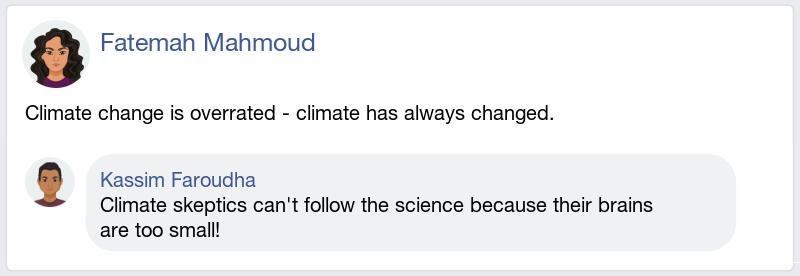 Fatemah Mahmoud
Climate change is overrated - climate has always changed.
Kassim Faroudha
Climate skeptics can't follow the science because their brains
are too small!